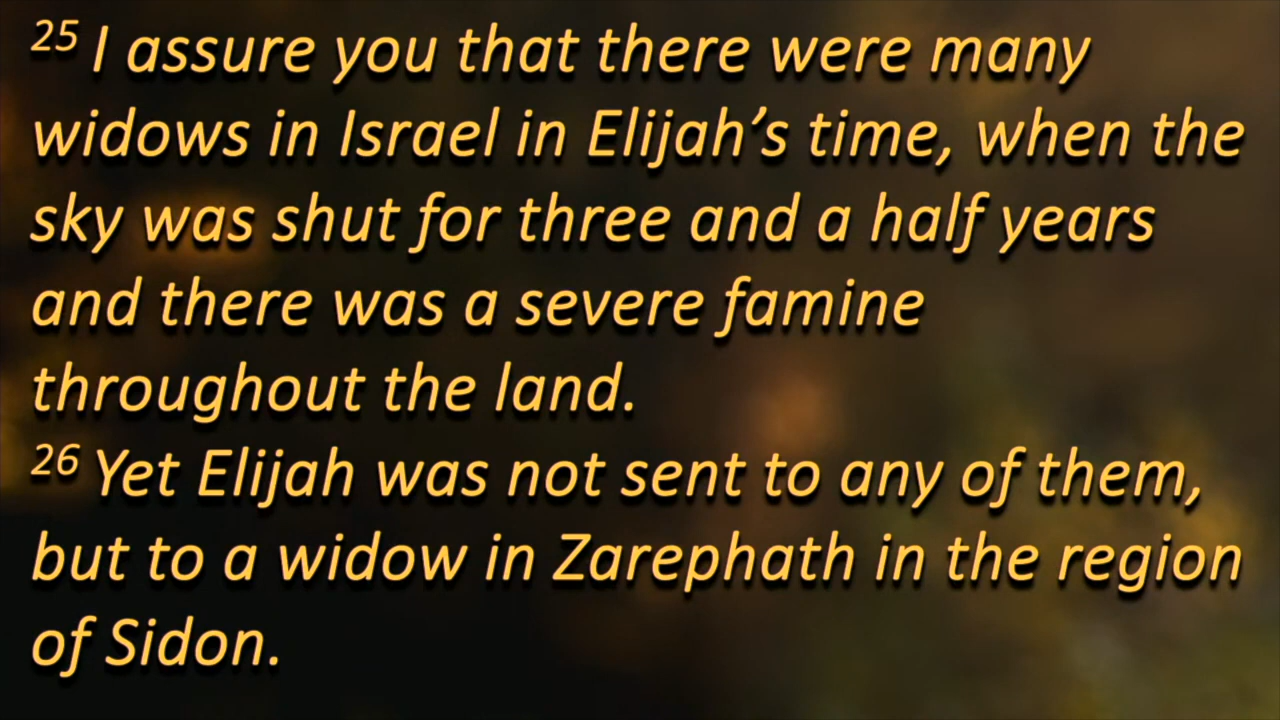 25 I assure you that there were many
widows in Israel in Elijah’s time, when the
sky was shut for three and a half years
and there was a severe famine
throughout the land.
26 Yet Elijah was not sent to any of them,
but to a widow in Zarephath in the region
of Sidon.